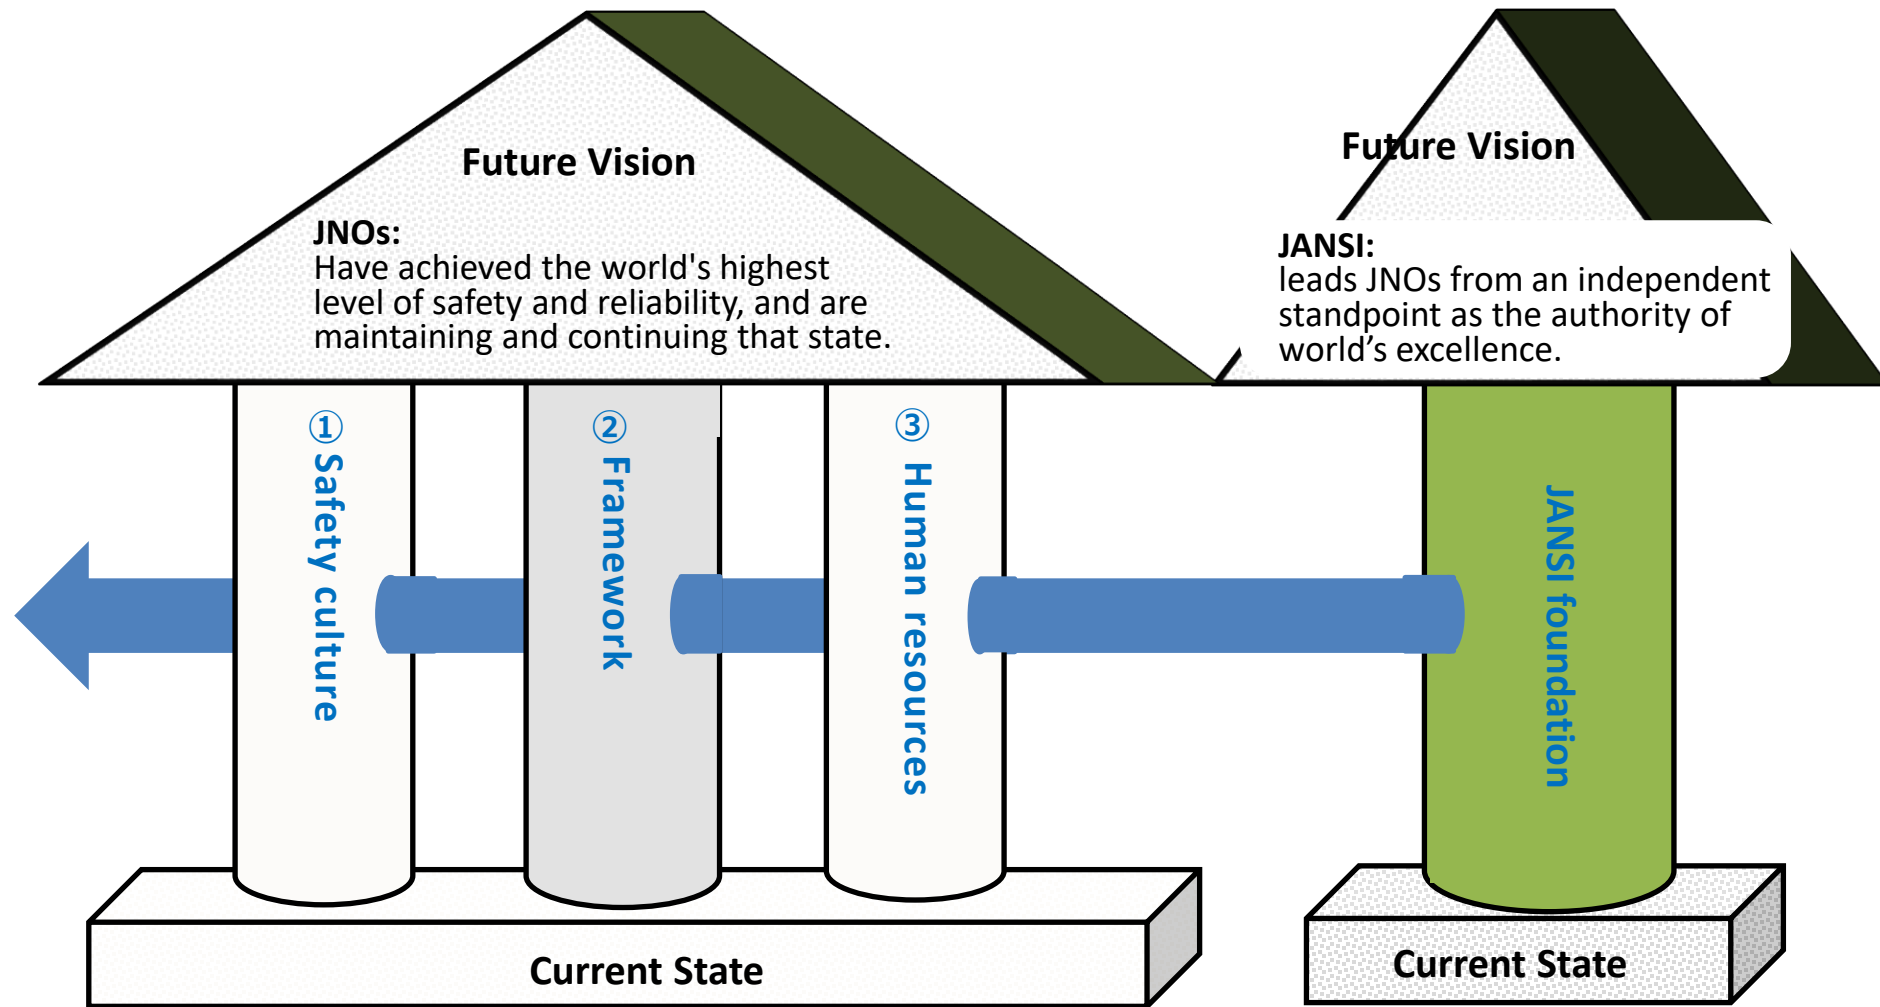 Future Vision
JNOs:
Have achieved the world's highest
level of safety and reliability, and are
maintaining and continuing that state.
Future Vision
JANSI:
leads JNOs from an independent
standpoint as the authority of
world’s excellence.
① Safety culture
② Framework
③ Human resources
JANSI foundation
Current State
Current State